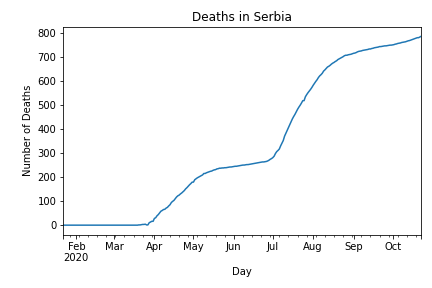 Deaths in Serbia
Number of Deaths
800
700
600
500
400
300
200
100
0
Feb Mar Apr May Jun Jul Aug Sep Oct
2020
Day